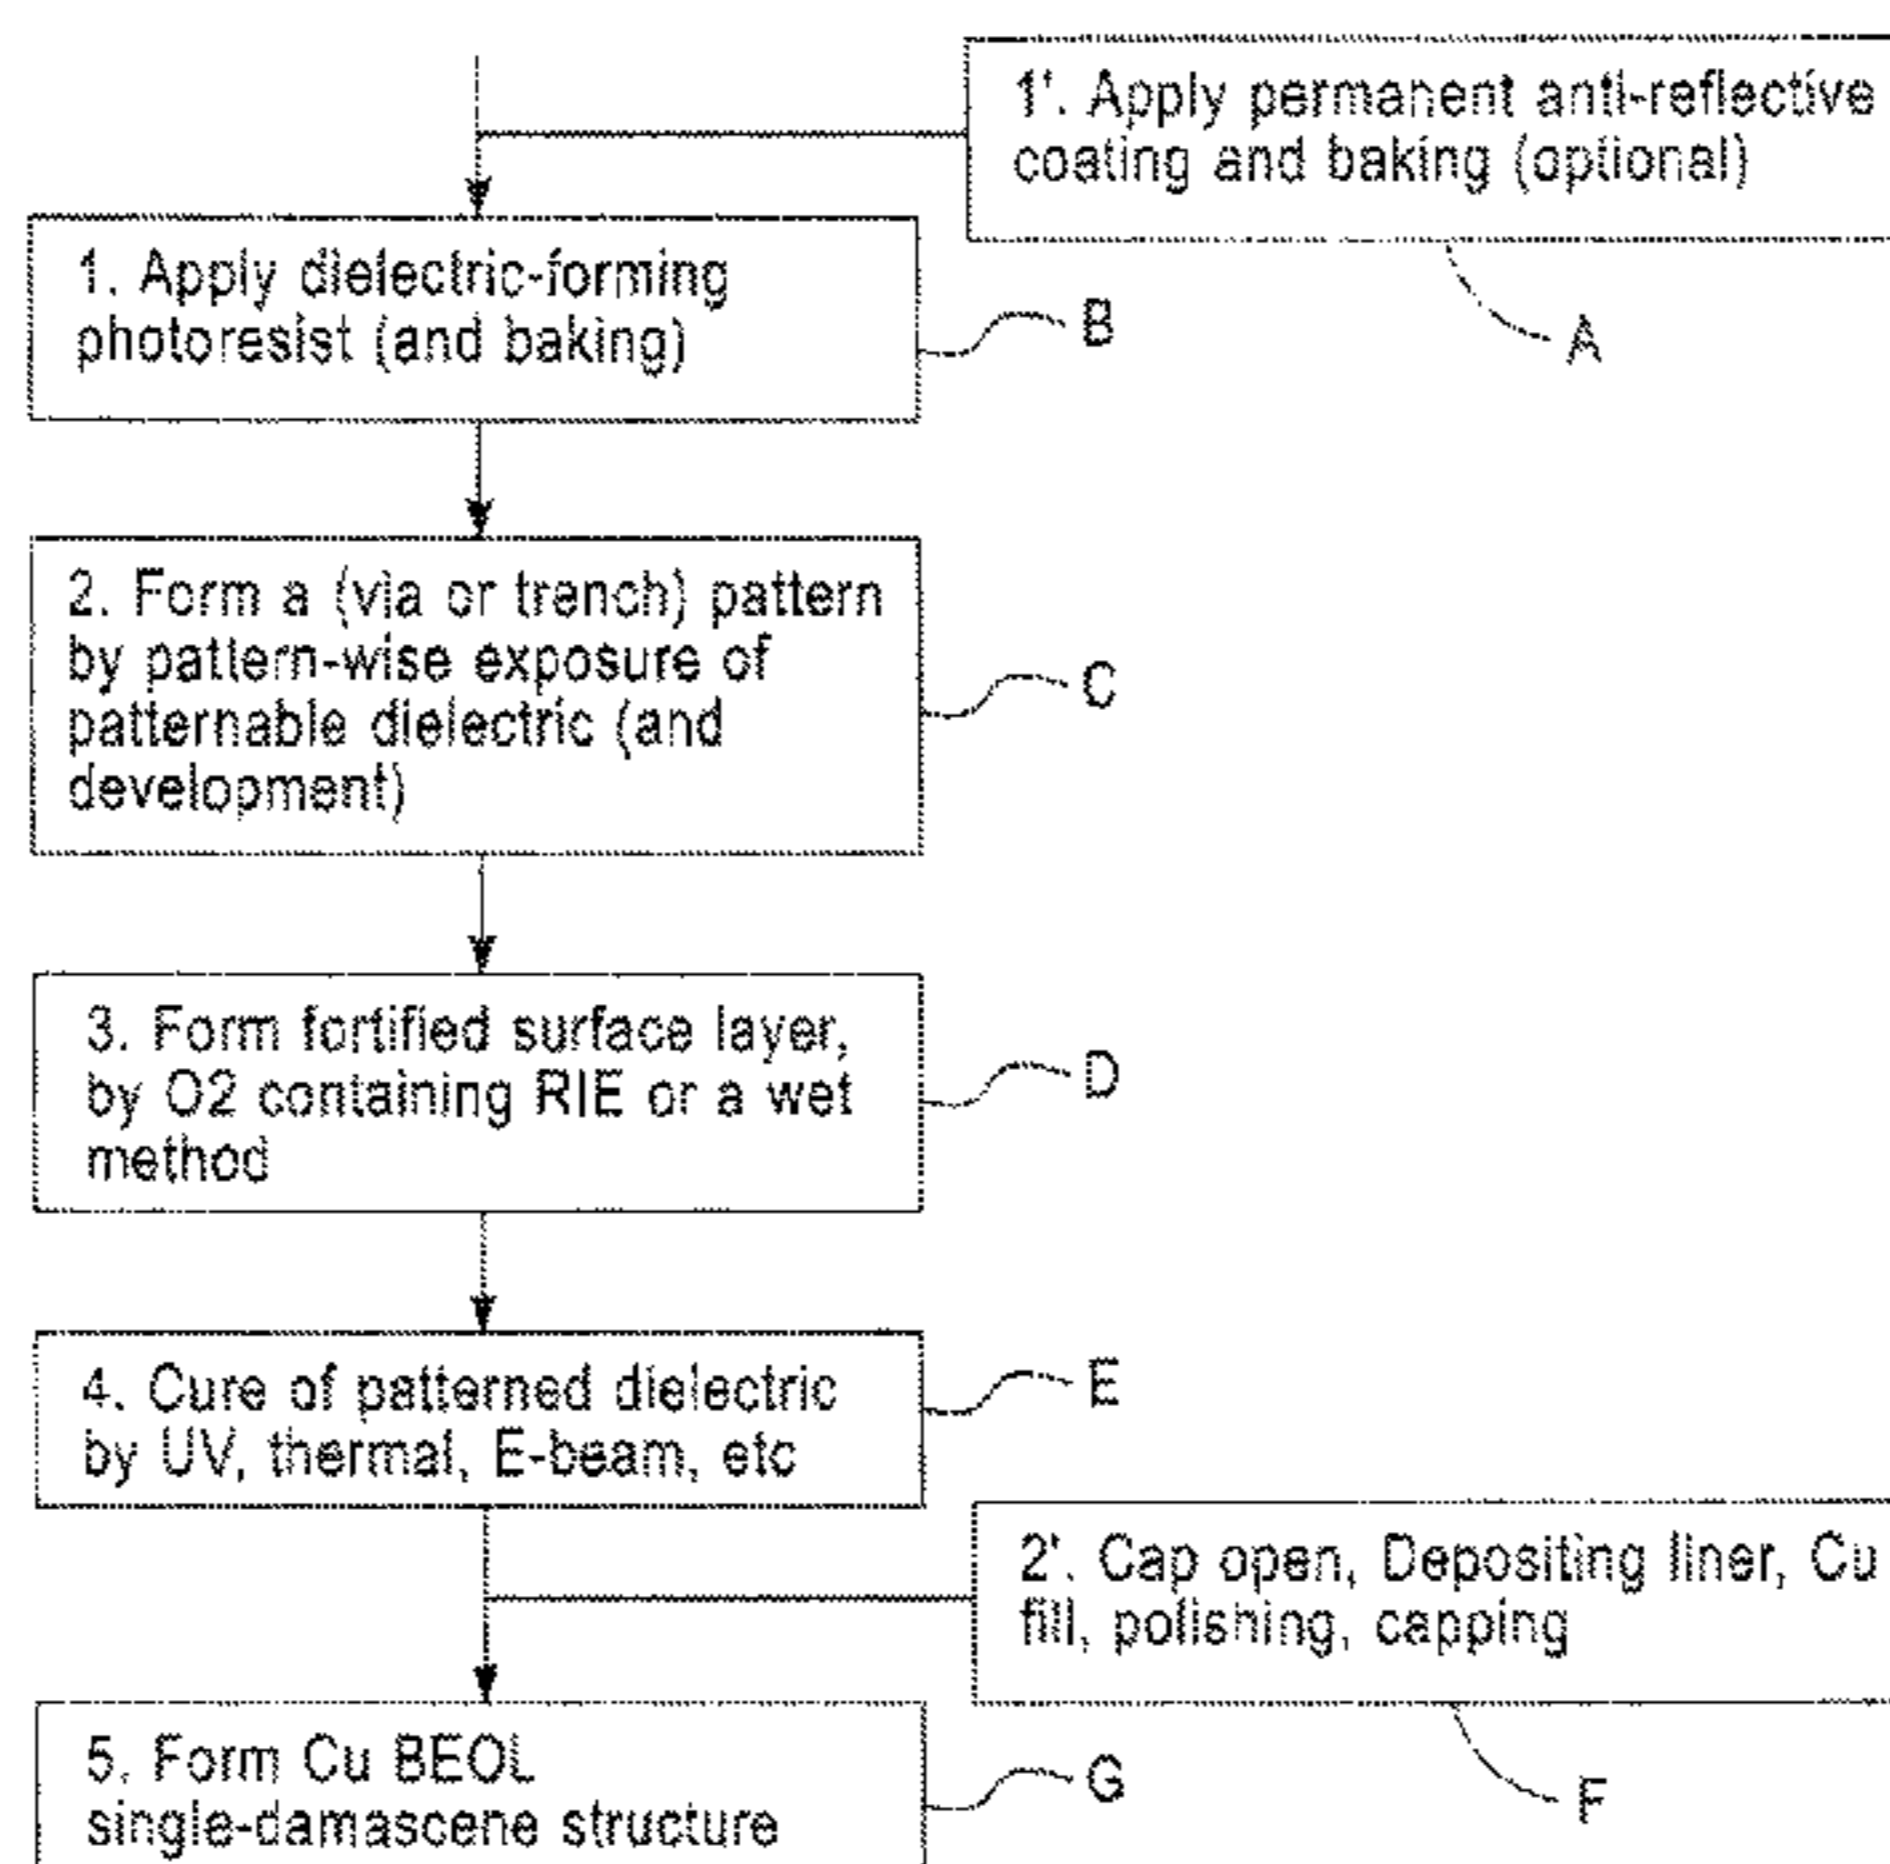 1'. Apply permanent anti-reflective
coating and baking (optional)
A
1. Apply dielectric-forming
photoresist (and baking)
B
2. Form a (via or trench) pattern
by pattern-wise exposure of
patternable dielectric (and
development)
C
3. Form fortified surface layer,
by O2 containing RIE or a wet
method
D
4. Cure of patterned dielectric
by UV, thermal, E-beam, etc
E
2'. Cap open, Depositing liner, Cu
fill, polishing, capping
F
5. Form Cu BEOL
single-damascene structure
G